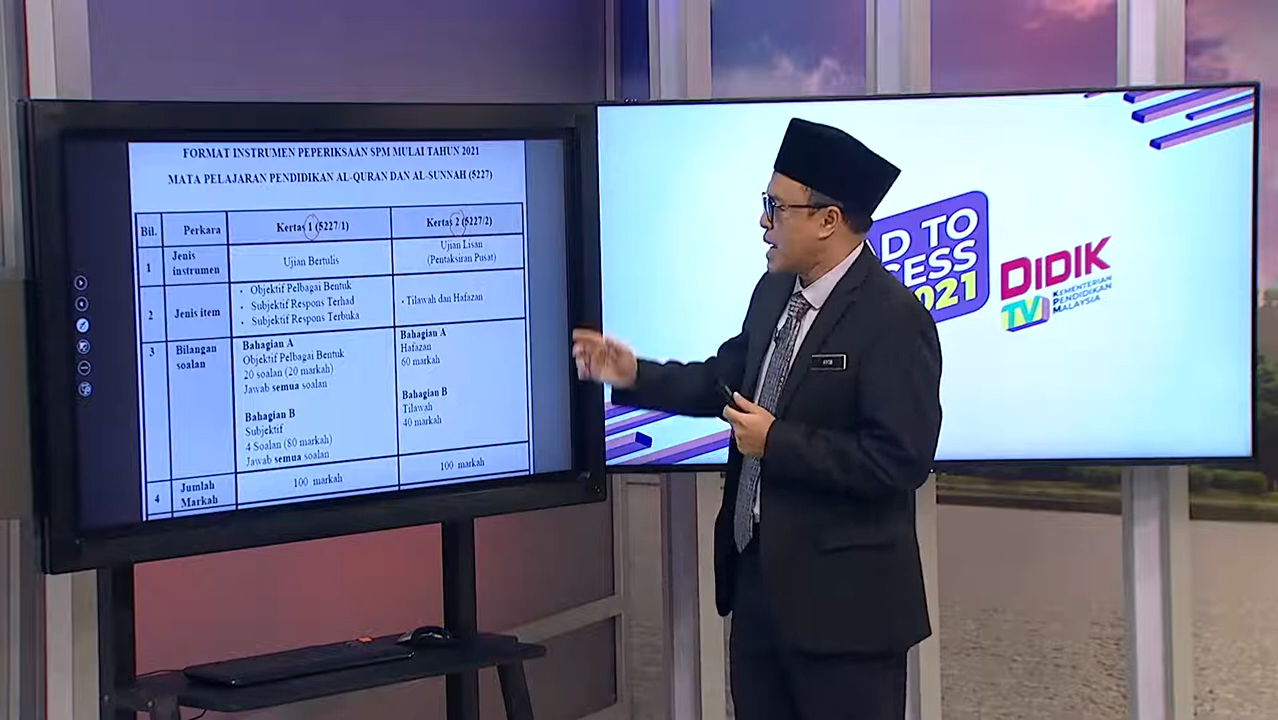 FORMAT INSTRUMEN PEPERIKSAAN SPM MULAI TAHUN 2021
MATA PELAJARAN PENDIDIKAN AL-QURAN DAN AL-SUNNAH (5227)
Bil.
Perkara
Kertas 1 (5227/1)
Kertas 2 (5227/2)
1
Jenis
instrumen
Ujian Bertulis
Ujian Lisan
(Pentaksiran Pusat)
2
Jenis item
• Objektif Pelbagai Bentuk
• Subjektif Respons Terhad
• Subjektif Respons Terbuka
• Tilawah dan Hafazan
3
Bilangan
soalan
Bahagian A
Objektif Pelbagai Bentuk
20 soalan (20 markah)
Jawab semua soalan
Bahagian B
Subjektif
4 Soalan (80 markah)
Jawab semua soalan
Bahagian A
Hafazan
60 markah
Bahagian B
Tilawah
40 markah
4
Jumlah
Markah
100 markah
100 markah
AD TO
CESS
2021
DIDIK
TV
KEMENTERIAN
PENDIDIKAN
MALAYSIA